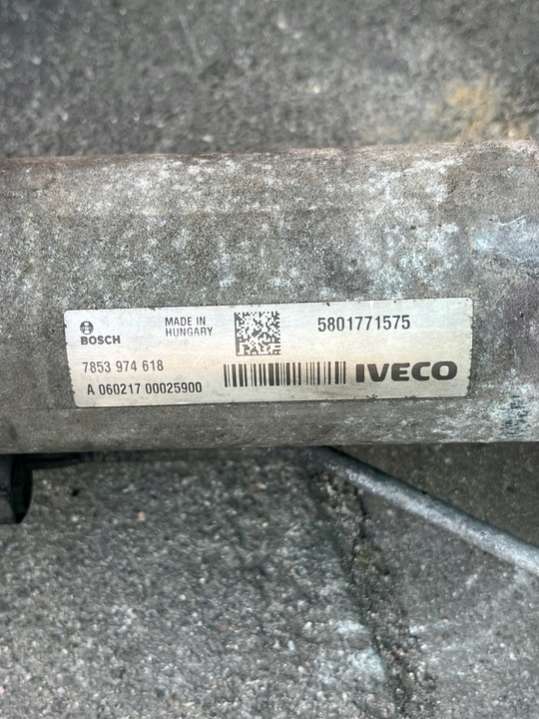 BOSCH
MADE IN
HUNGARY
5801771575
7853 974 618
A 060217 00025900
IVECO